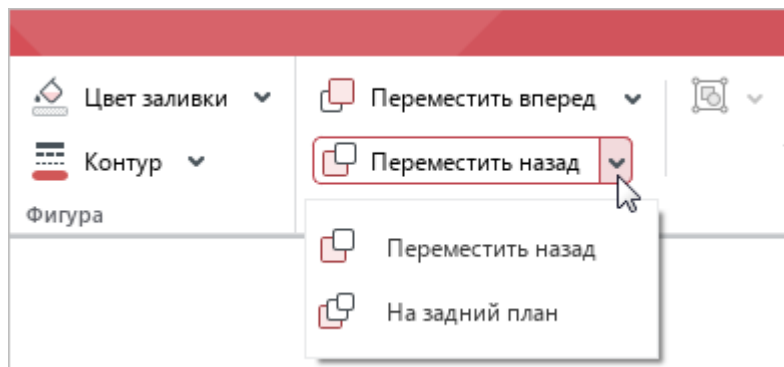 Цвет заливки
Переместить вперед
Контур
Переместить назад
Фигура
Переместить назад
На задний план